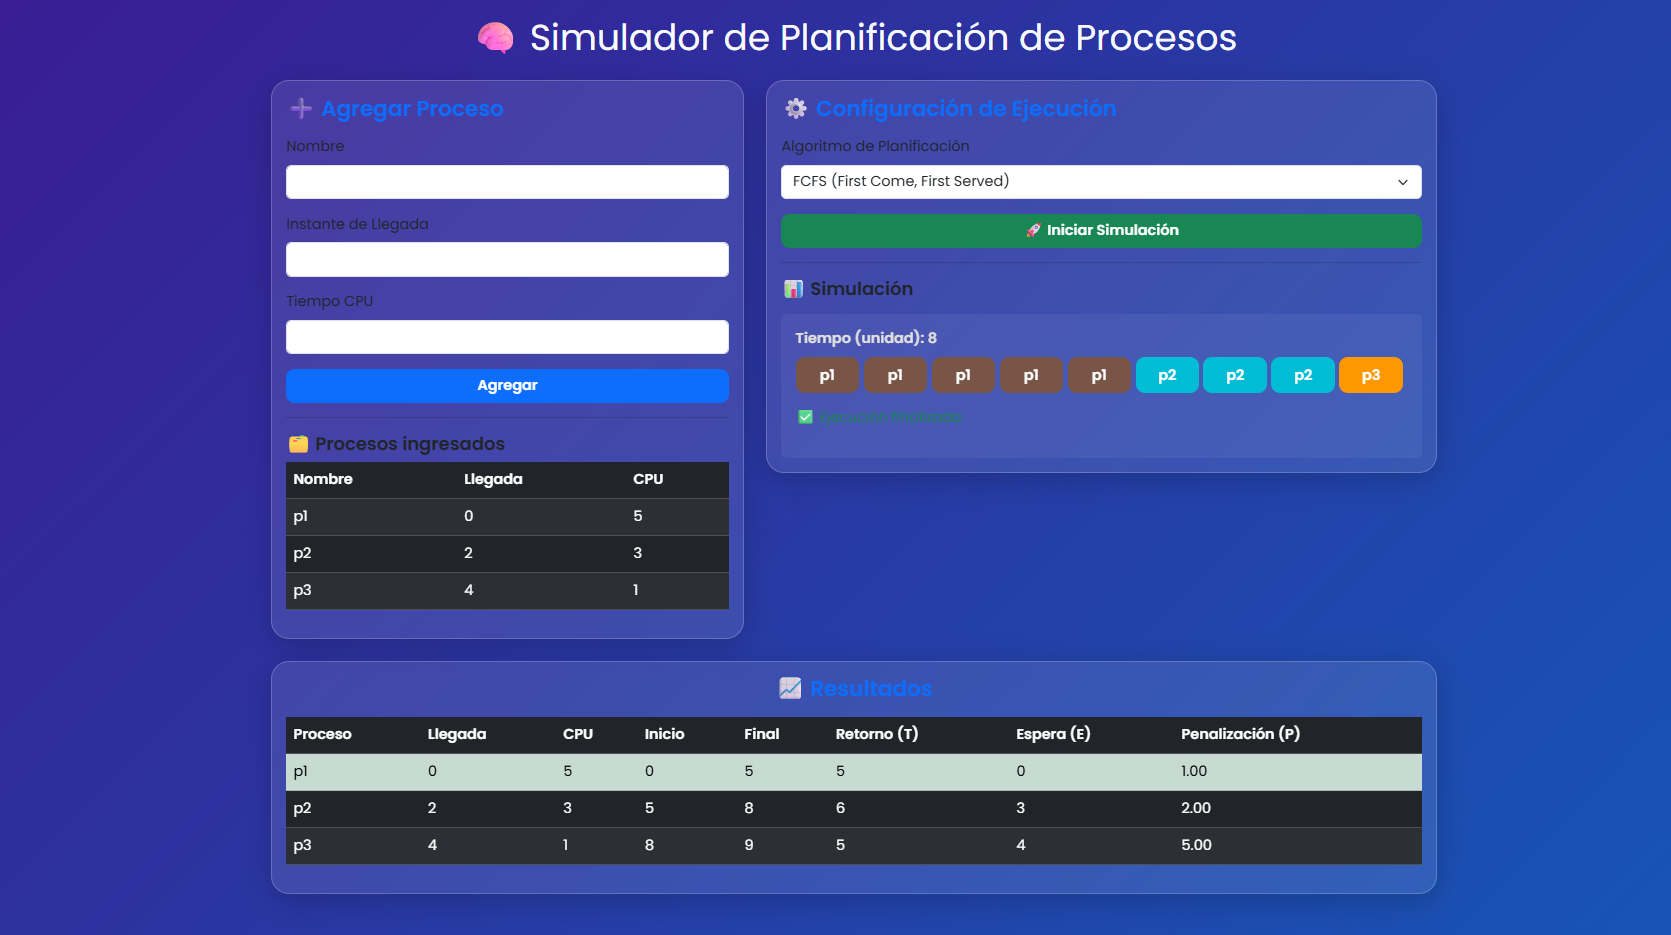 🧠 Simulador de Planificación de Procesos
➕ Agregar Proceso
Nombre
Instante de Llegada
Tiempo CPU
Agregar
🗂️ Procesos ingresados
Nombre Llegada CPU
p1 0 5
p2 2 3
p3 4 1
⚙️ Configuración de Ejecución
Algoritmo de Planificación
FCFS (First Come, First Served)
🚀 Iniciar Simulación
📊 Simulación
Tiempo (unidad): 8
p1 p1 p1 p1 p1 p2 p2 p2 p3
✅ Ejecución finalizada
📈 Resultados
Proceso Llegada CPU Inicio Final Retorno (T) Espera (E) Penalización (P)
p1 0 5 0 5 5 0 1.00
p2 2 3 5 8 6 3 2.00
p3 4 1 8 9 5 4 5.00